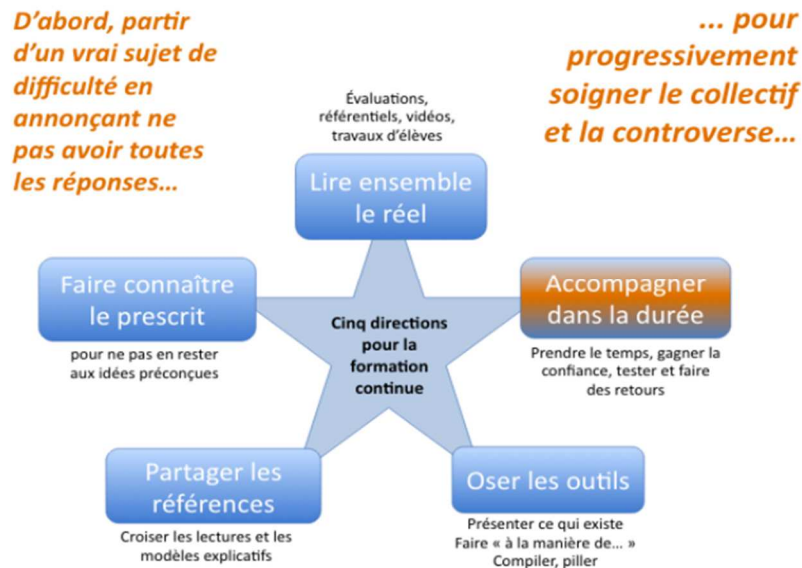 D’abord, partir
d’un vrai sujet de
difficulté en
annonçant ne
pas avoir toutes
les réponses...
... pour
progressivement
soigner le collectif
et la controverse...
Évaluations,
référentiels, vidéos,
travaux d’élèves
Lire ensemble
le réel
Faire connaître
le prescrit
pour ne pas en rester
aux idées préconçues
Cinq directions
pour la
formation
continue
Accompagner
dans la durée
Prendre le temps, gagner la
confiance, tester et faire
des retours
Partager les
références
Croiser les lectures et les
modèles explicatifs
Oser les outils
Présenter ce qui existe
Faire « à la manière de... »
Compiler, piller